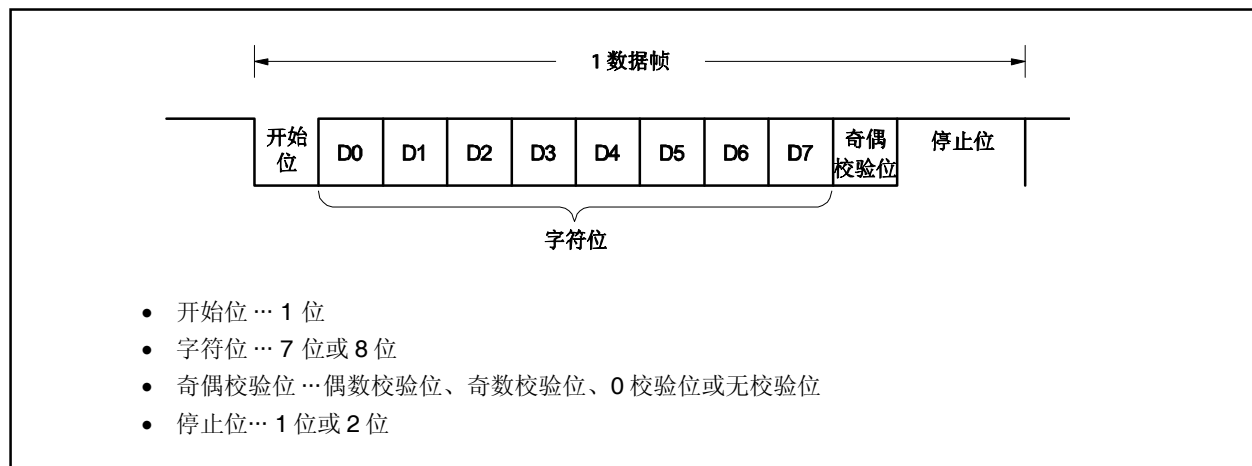 1 数据帧
开始位 D0 D1 D2 D3 D4 D5 D6 D7 奇偶校验位 停止位
字符位
• 开始位 … 1 位
• 字符位 … 7 位或 8 位
• 奇偶校验位 …偶数校验位、奇数校验位、0 校验位或无校验位
• 停止位… 1 位或 2 位